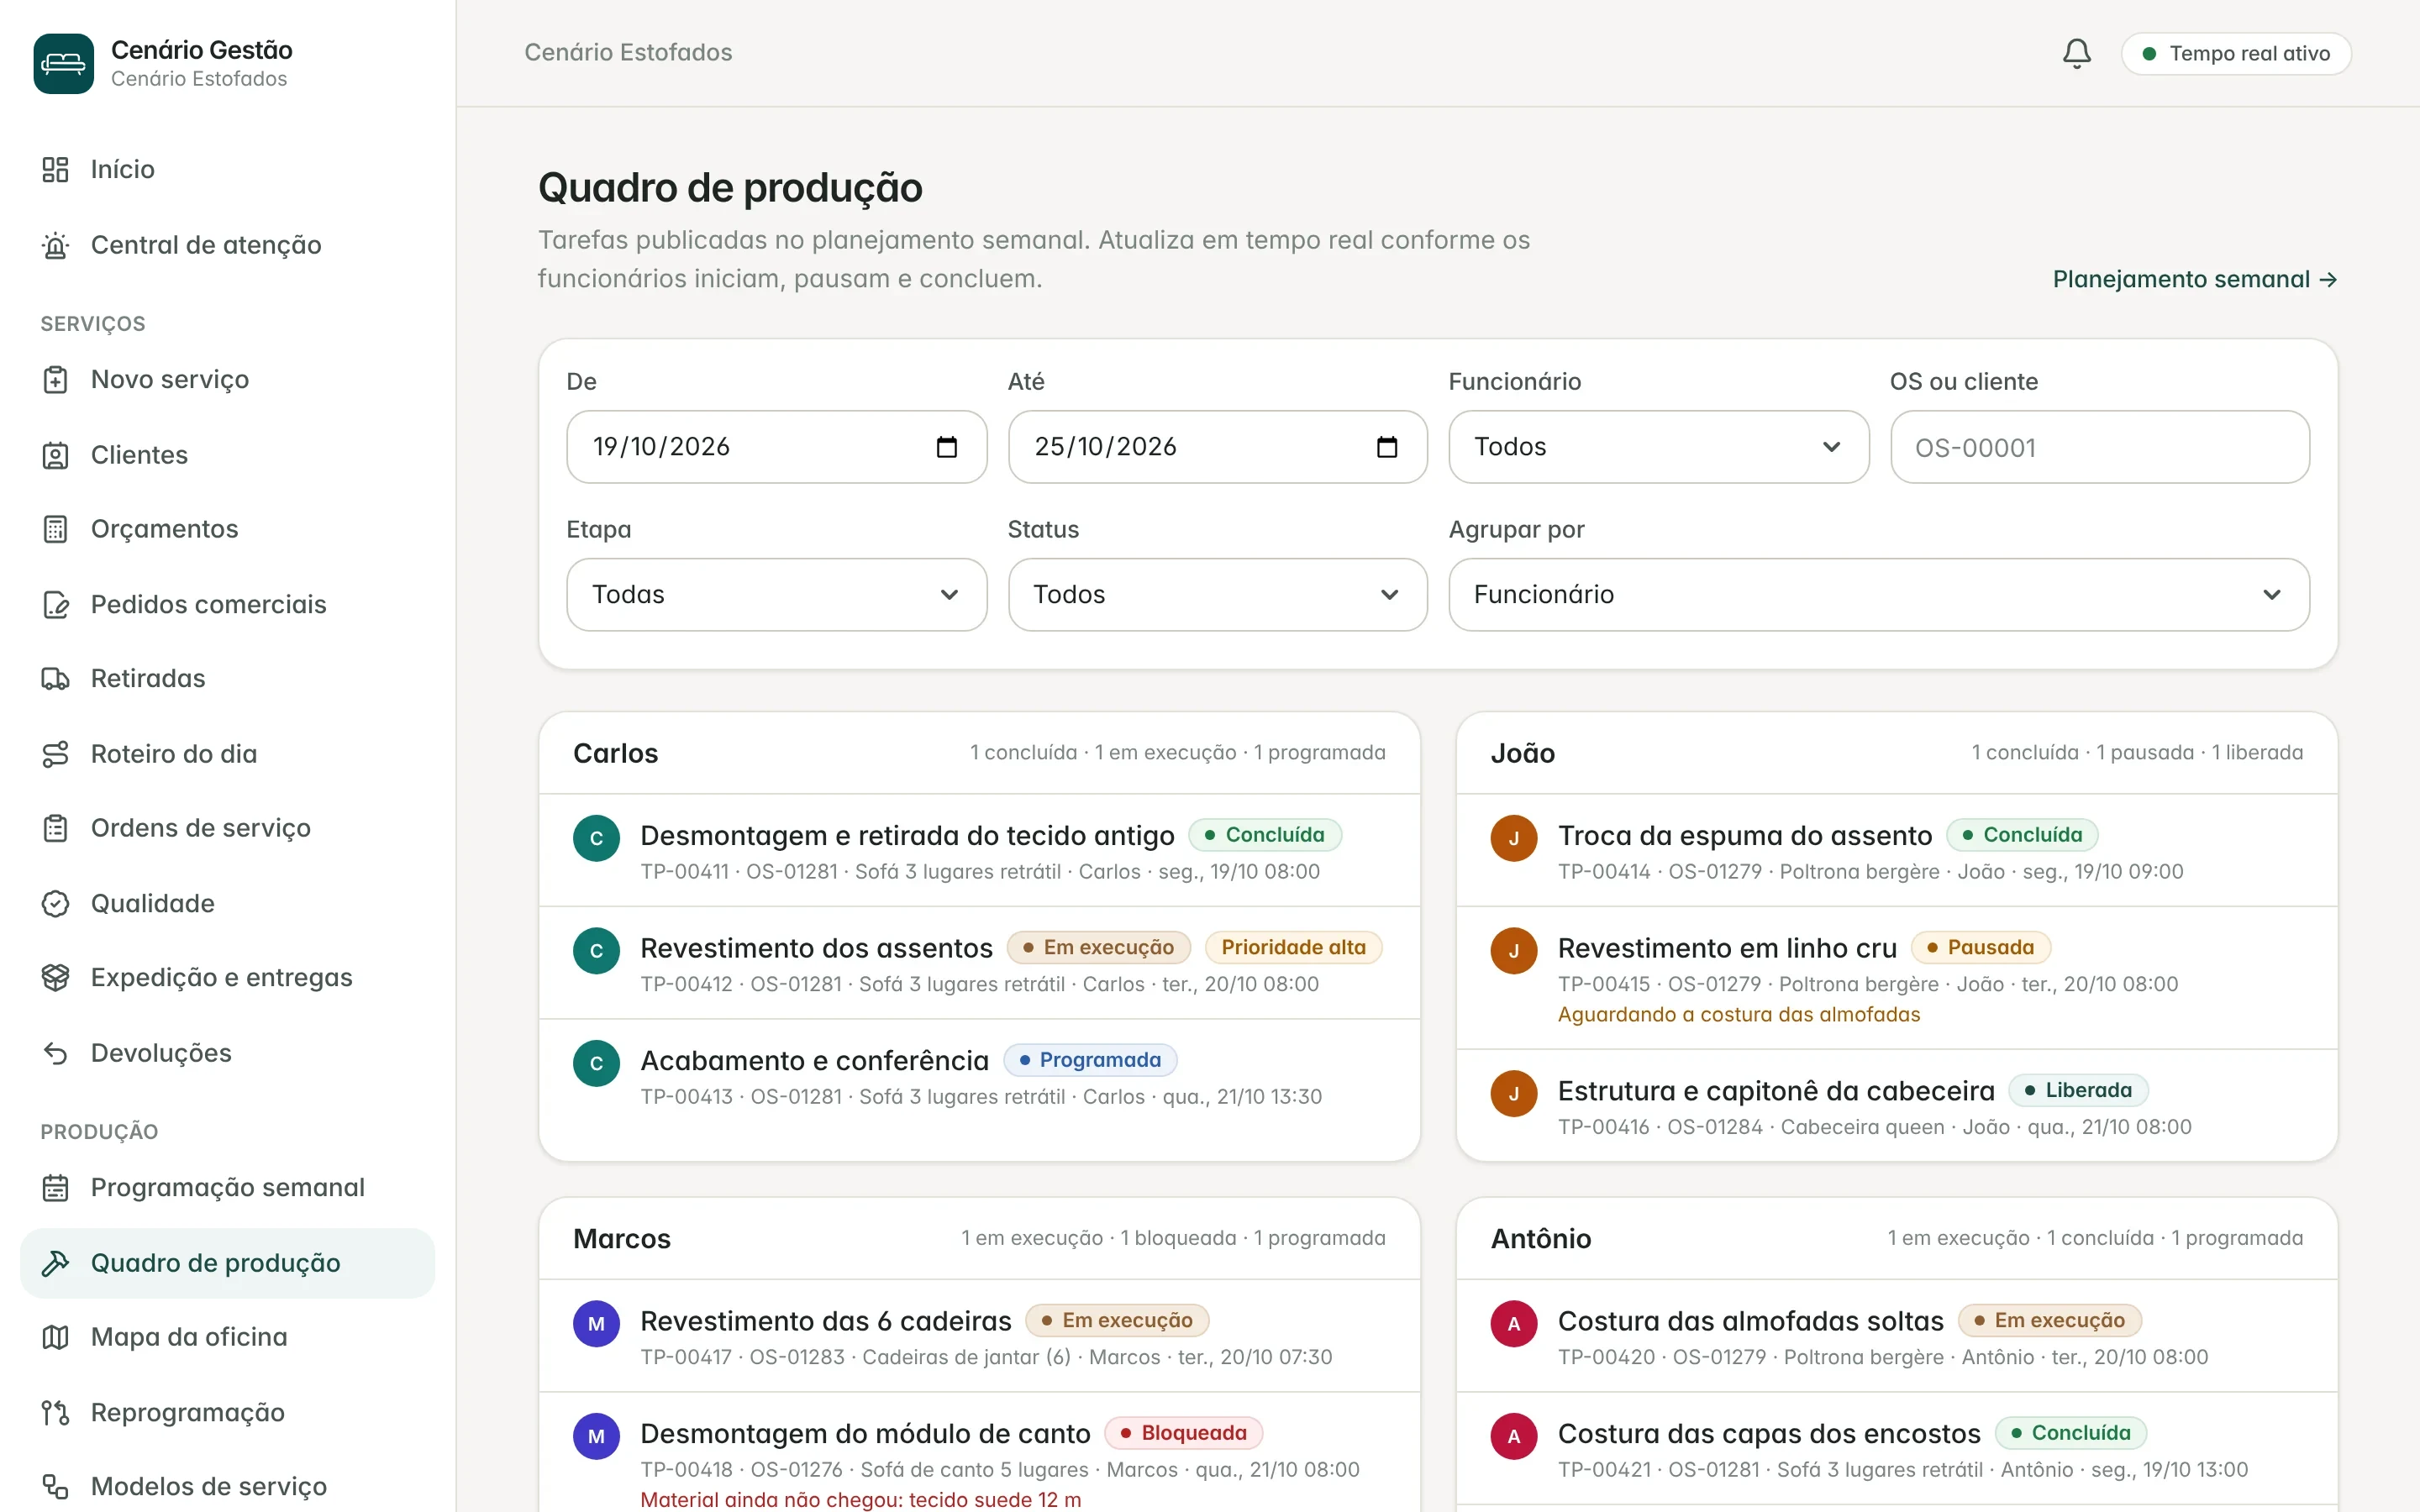 Cenário Gestão
Cenário Estofados
Início
Central de atenção
SERVIÇOS
Novo serviço
Clientes
Orçamentos
Pedidos comerciais
Retiradas
Roteiro do dia
Ordens de serviço
Qualidade
Expedição e entregas
Devoluções
PRODUÇÃO
Programação semanal
Quadro de produção
Mapa da oficina
Reprogramação
Modelos de serviço
Cenário Estofados
Tempo real ativo
Quadro de produção
Tarefas publicadas no planejamento semanal. Atualiza em tempo real conforme os
funcionários iniciam, pausam e concluem.
Planejamento semanal →
De
Até
Funcionário
OS ou cliente
19/10/2026
25/10/2026
Todos
OS-00001
Etapa
Status
Agrupar por
Todas
Todos
Funcionário
Carlos
1 concluída · 1 em execução · 1 programada
C
Desmontagem e retirada do tecido antigo
Concluída
TP-00411 · OS-01281 · Sofá 3 lugares retrátil · Carlos · seg., 19/10 08:00
C
Revestimento dos assentos
Em execução
Prioridade alta
TP-00412 · OS-01281 · Sofá 3 lugares retrátil · Carlos · ter., 20/10 08:00
C
Acabamento e conferência
Programada
TP-00413 · OS-01281 · Sofá 3 lugares retrátil · Carlos · qua., 21/10 13:30
João
1 concluída · 1 pausada · 1 liberada
J
Troca da espuma do assento
Concluída
TP-00414 · OS-01279 · Poltrona bergère · João · seg., 19/10 09:00
J
Revestimento em linho cru
Pausada
TP-00415 · OS-01279 · Poltrona bergère · João · ter., 20/10 08:00
Aguardando a costura das almofadas
J
Estrutura e capitonê da cabeceira
Liberada
TP-00416 · OS-01284 · Cabeceira queen · João · qua., 21/10 08:00
Marcos
1 em execução · 1 bloqueada · 1 programada
M
Revestimento das 6 cadeiras
Em execução
TP-00417 · OS-01283 · Cadeiras de jantar (6) · Marcos · ter., 20/10 07:30
M
Desmontagem do módulo de canto
Bloqueada
TP-00418 · OS-01276 · Sofá de canto 5 lugares · Marcos · qua., 21/10 08:00
Material ainda não chegou: tecido suede 12 m
Antônio
1 em execução · 1 concluída · 1 programada
A
Costura das almofadas soltas
Em execução
TP-00420 · OS-01279 · Poltrona bergère · Antônio · ter., 20/10 08:00
A
Costura das capas dos encostos
Concluída
TP-00421 · OS-01281 · Sofá 3 lugares retrátil · Antônio · seg., 19/10 13:00